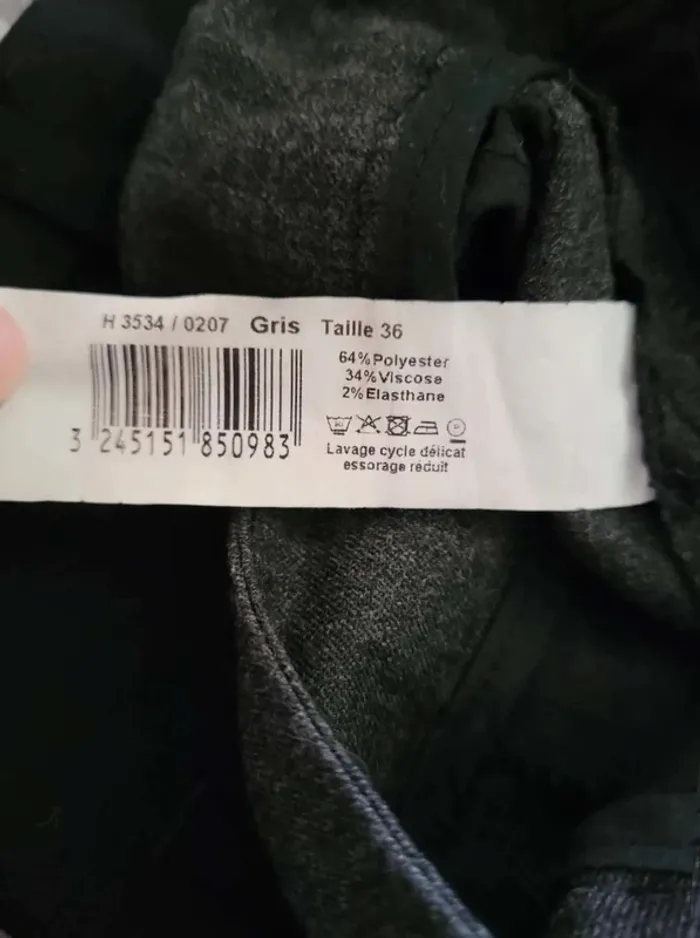 H 3534 / 0207 Gris Taille 36
64%Polyester
34%Viscose
2%Elasthane
3 245151 850983
Lavage cycle délicat
essorage réduit